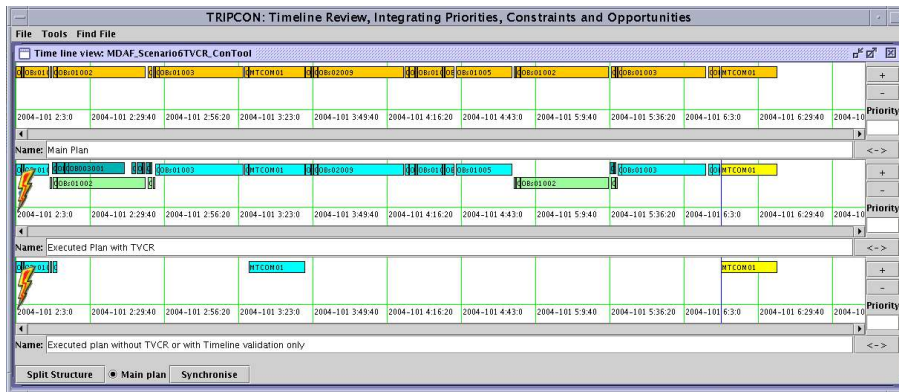 TRIPCON: Timeline Review, Integrating Priorities, Constraints and Opportunities
File Tools Find File
Time line view: MDAF_Scenario6TVCR_ConTool
OBs01002 OBs01003 MTCOM01 OBs02009 OBs01005 OBs01002 OBs01003 MTCOM01
+
-
Priority
2004-101 2:3:0 2004-101 2:29:40 2004-101 2:56:20 2004-101 3:23:0 2004-101 3:49:40 2004-101 4:16:20 2004-101 4:43:0 2004-101 5:9:40 2004-101 5:36:20 2004-101 6:3:0 2004-101 6:29:40 2004-10
Name: Main Plan <->
OBO03001 OBs01003 MTCOM01 OBs02009 OBs01005 OBs01003 MTCOM01
+
OBs01002 OBs01002
-
Priority
2004-101 2:3:0 2004-101 2:29:40 2004-101 2:56:20 2004-101 3:23:0 2004-101 3:49:40 2004-101 4:16:20 2004-101 4:43:0 2004-101 5:9:40 2004-101 5:36:20 2004-101 6:3:0 2004-101 6:29:40 2004-10
Name: Executed Plan with TVCR <->
MTCOM01 MTCOM01
+
-
Priority
2004-101 2:3:0 2004-101 2:29:40 2004-101 2:56:20 2004-101 3:23:0 2004-101 3:49:40 2004-101 4:16:20 2004-101 4:43:0 2004-101 5:9:40 2004-101 5:36:20 2004-101 6:3:0 2004-101 6:29:40 2004-10
Name: Executed plan without TVCR or with Timeline validation only <->
Split Structure Main plan Synchronise